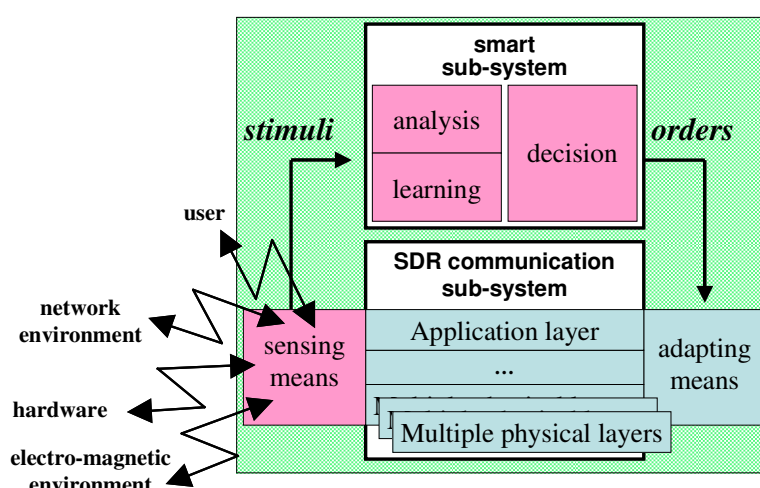 smart
sub-system
stimuli
analysis
learning
decision
orders
user
network
environment
hardware
electro-magnetic
environment
SDR communication
sub-system
sensing
means
Application layer
...
Multiple physical layers
adapting
means